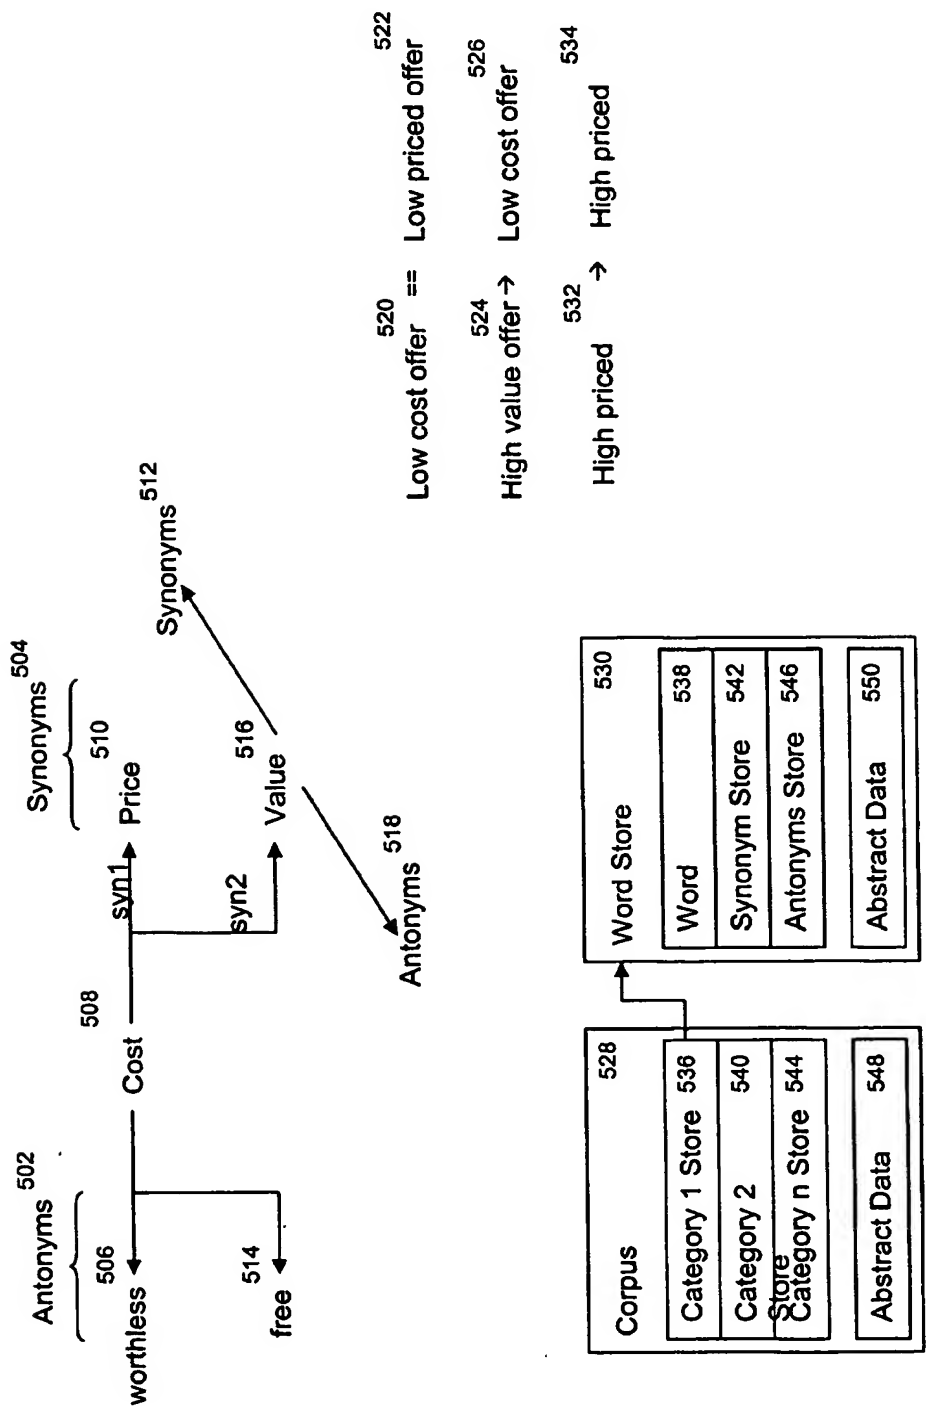 Antonyms 502
Synonyms 504
worthless 506
Cost 508
syn1
Price 510
Synonyms 512
free 514
syn2
Value 516
Antonyms 518
Low cost offer 520 == Low priced offer 522
High value offer → 524 Low cost offer 526
High priced 532 → High priced 534
Corpus 528
Category 1 Store 536
Category 2 540
Store
Category n Store 544
Abstract Data 548
Word Store 530
Word 538
Synonym Store 542
Antonyms Store 546
Abstract Data 550